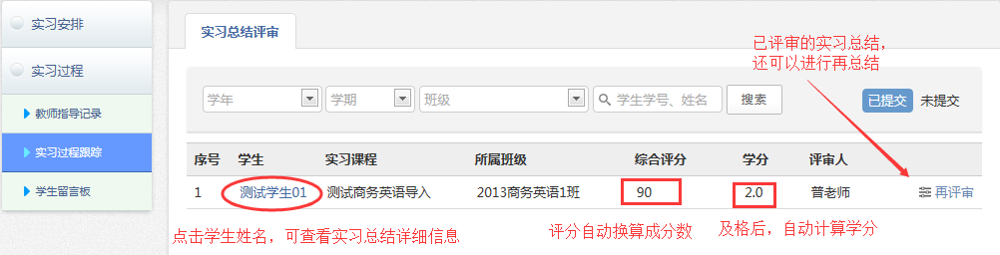 实习安排
实习过程
教师指导记录
实习过程跟踪
学生留言板
实习总结评审
已评审的实习总结，
还可以进行再总结
学年 学期 班级 学生学号、姓名 搜索 已提交 未提交
序号 学生 实习课程 所属班级 综合评分 学分 评审人
1 测试学生01 测试商务英语导入 2013商务英语1班 90 2.0 普老师 再评审
点击学生姓名，可查看实习总结详细信息 评分自动换算成分数 及格后，自动计算学分